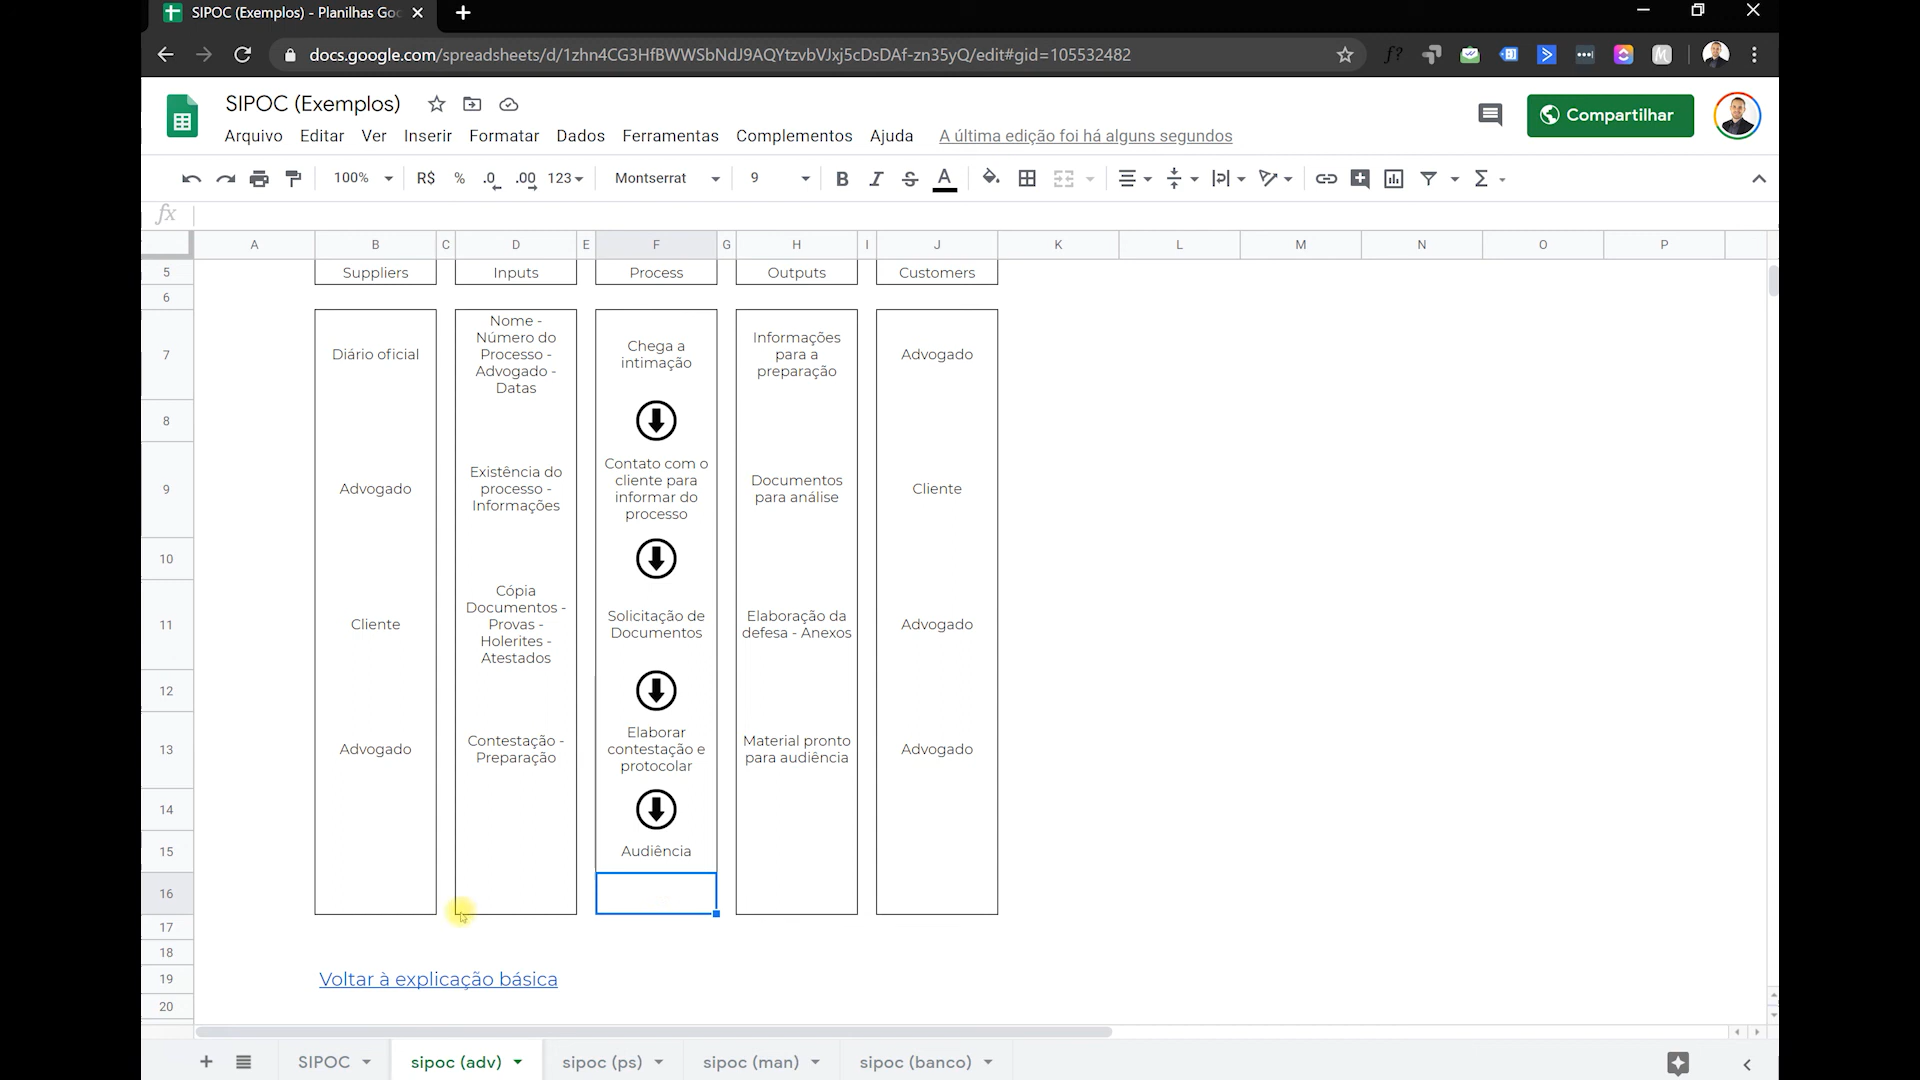 SIPOC (Exemplos) - Planilhas Go
docs.google.com/spreadsheets/d/1zhn4CG3HfBWWSbNdJ9AQYtzvbVJxj5cDsDAf-zn35yQ/edit#gid=105532482
SIPOC (Exemplos)
Compartilhar
Arquivo Editar Ver Inserir Formatar Dados Ferramentas Complementos Ajuda A última edição foi há alguns segundos
100% R$ % .0 .00 123 Montserrat 9 B I S A
fx
A B C D E F G H I J K L M N O P
5 Suppliers Inputs Process Outputs Customers
6
7
Diário oficial
Nome -
Número do
Processo -
Advogado -
Datas
Chega a
intimação
Informações
para a
preparação
Advogado
8
9
Advogado
Existência do
processo -
Informações
Contato com o
cliente para
informar do
processo
Documentos
para análise
Cliente
10
11
Cliente
Cópia
Documentos -
Provas -
Holerites -
Atestados
Solicitação de
Documentos
Elaboração da
defesa - Anexos
Advogado
12
13
Advogado
Contestação -
Preparação
Elaborar
contestação e
protocolar
Material pronto
para audiência
Advogado
14
15 Audiência
16
17
18
19 Voltar à explicação básica
20
SIPOC sipoc (adv) sipoc (ps) sipoc (man) sipoc (banco)